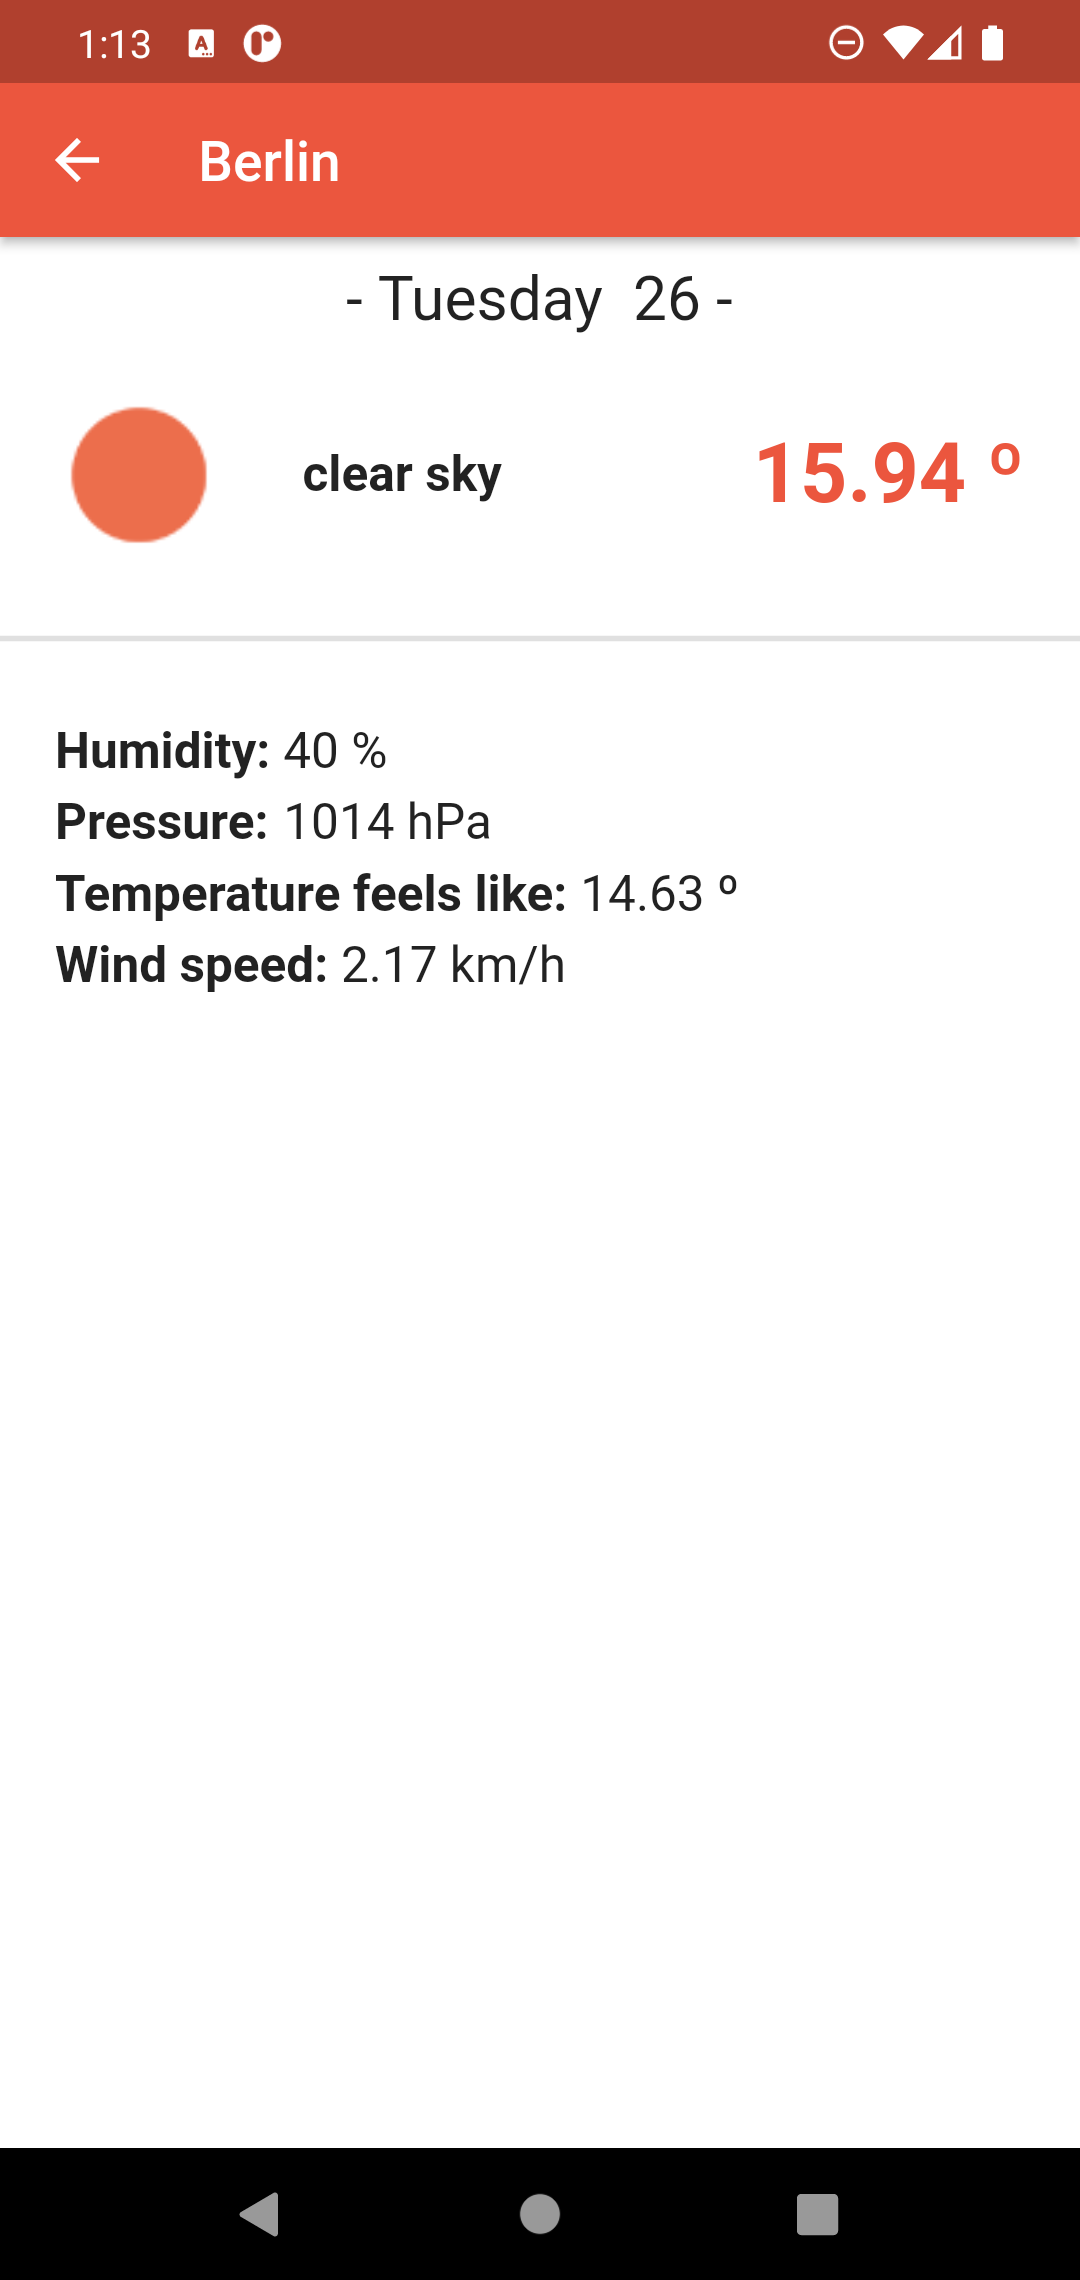 1:13
Berlin
- Tuesday  26 -
clear sky
15.94 º
Humidity: 40 %
Pressure: 1014 hPa
Temperature feels like: 14.63 º
Wind speed: 2.17 km/h